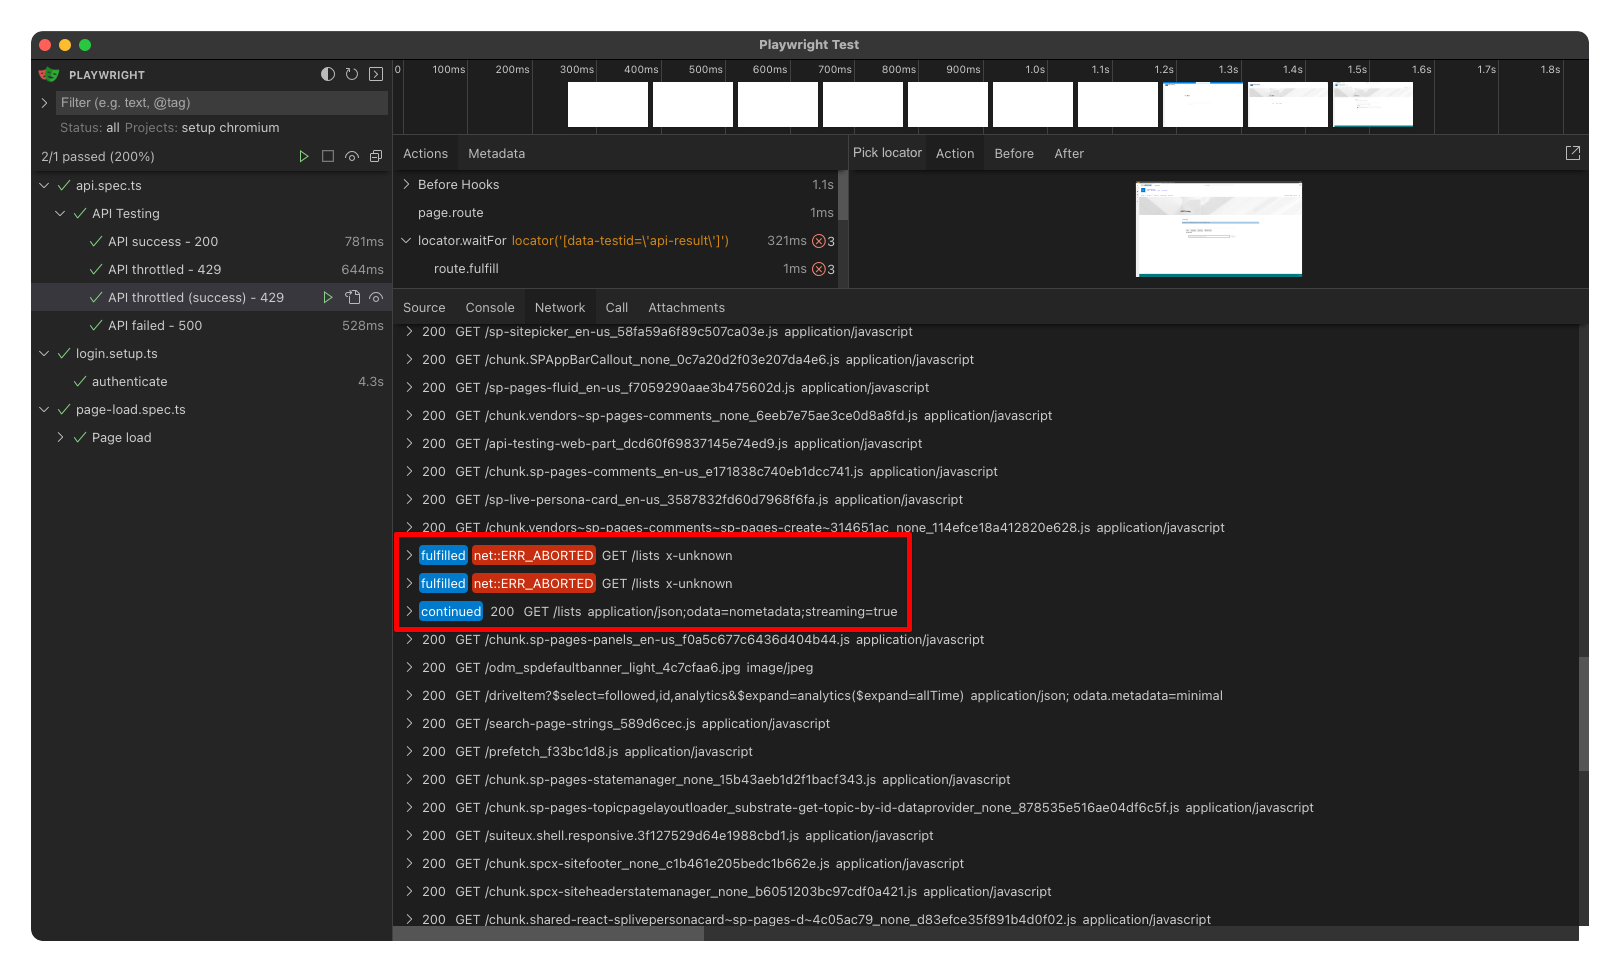 Playwright Test
PLAYWRIGHT
Filter (e.g. text, @tag)
Status: all Projects: setup chromium
2/1 passed (200%)
api.spec.ts
API Testing
API success - 200 781ms
API throttled - 429 644ms
API throttled (success) - 429
API failed - 500 528ms
login.setup.ts
authenticate 4.3s
page-load.spec.ts
Page load
0 100ms 200ms 300ms 400ms 500ms 600ms 700ms 800ms 900ms 1.0s 1.1s 1.2s 1.3s 1.4s 1.5s 1.6s 1.7s 1.8s
Actions Metadata
Before Hooks 1.1s
page.route 1ms
locator.waitFor locator('[data-testid=\'api-result\']') 321ms 3
route.fulfill 1ms 3
Pick locator Action Before After
Source Console Network Call Attachments
200 GET /sp-sitepicker_en-us_58fa59a6f89c507ca03e.js application/javascript
200 GET /chunk.SPAppBarCallout_none_0c7a20d2f03e207da4e6.js application/javascript
200 GET /sp-pages-fluid_en-us_f7059290aae3b475602d.js application/javascript
200 GET /chunk.vendors~sp-pages-comments_none_6eeb7e75ae3ce0d8a8fd.js application/javascript
200 GET /api-testing-web-part_dcd60f69837145e74ed9.js application/javascript
200 GET /chunk.sp-pages-comments_en-us_e171838c740eb1dcc741.js application/javascript
200 GET /sp-live-persona-card_en-us_3587832fd60d7968f6fa.js application/javascript
200 GET /chunk.vendors~sp-pages-comments~sp-pages-create~314651ac_none_114efce18a412820e628.js application/javascript
fulfilled net::ERR_ABORTED GET /lists x-unknown
fulfilled net::ERR_ABORTED GET /lists x-unknown
continued 200 GET /lists application/json;odata=nometadata;streaming=true
200 GET /chunk.sp-pages-panels_en-us_f0a5c677c6436d404b44.js application/javascript
200 GET /odm_spdefaultbanner_light_4c7cfaa6.jpg image/jpeg
200 GET /driveItem?$select=followed,id,analytics&$expand=analytics($expand=allTime) application/json; odata.metadata=minimal
200 GET /search-page-strings_589d6cec.js application/javascript
200 GET /prefetch_f33bc1d8.js application/javascript
200 GET /chunk.sp-pages-statemanager_none_15b43aeb1d2f1bacf343.js application/javascript
200 GET /chunk.sp-pages-topicpagelayoutloader_substrate-get-topic-by-id-dataprovider_none_878535e516ae04df6c5f.js application/javascript
200 GET /suiteux.shell.responsive.3f127529d64e1988cbd1.js application/javascript
200 GET /chunk.spcx-sitefooter_none_c1b461e205bedc1b662e.js application/javascript
200 GET /chunk.spcx-siteheaderstatemanager_none_b6051203bc97cdf0a421.js application/javascript
200 GET /chunk.shared-react-splivepersonacard~sp-pages-d~4c05ac79_none_d83efce35f891b4d0f02.js application/javascript